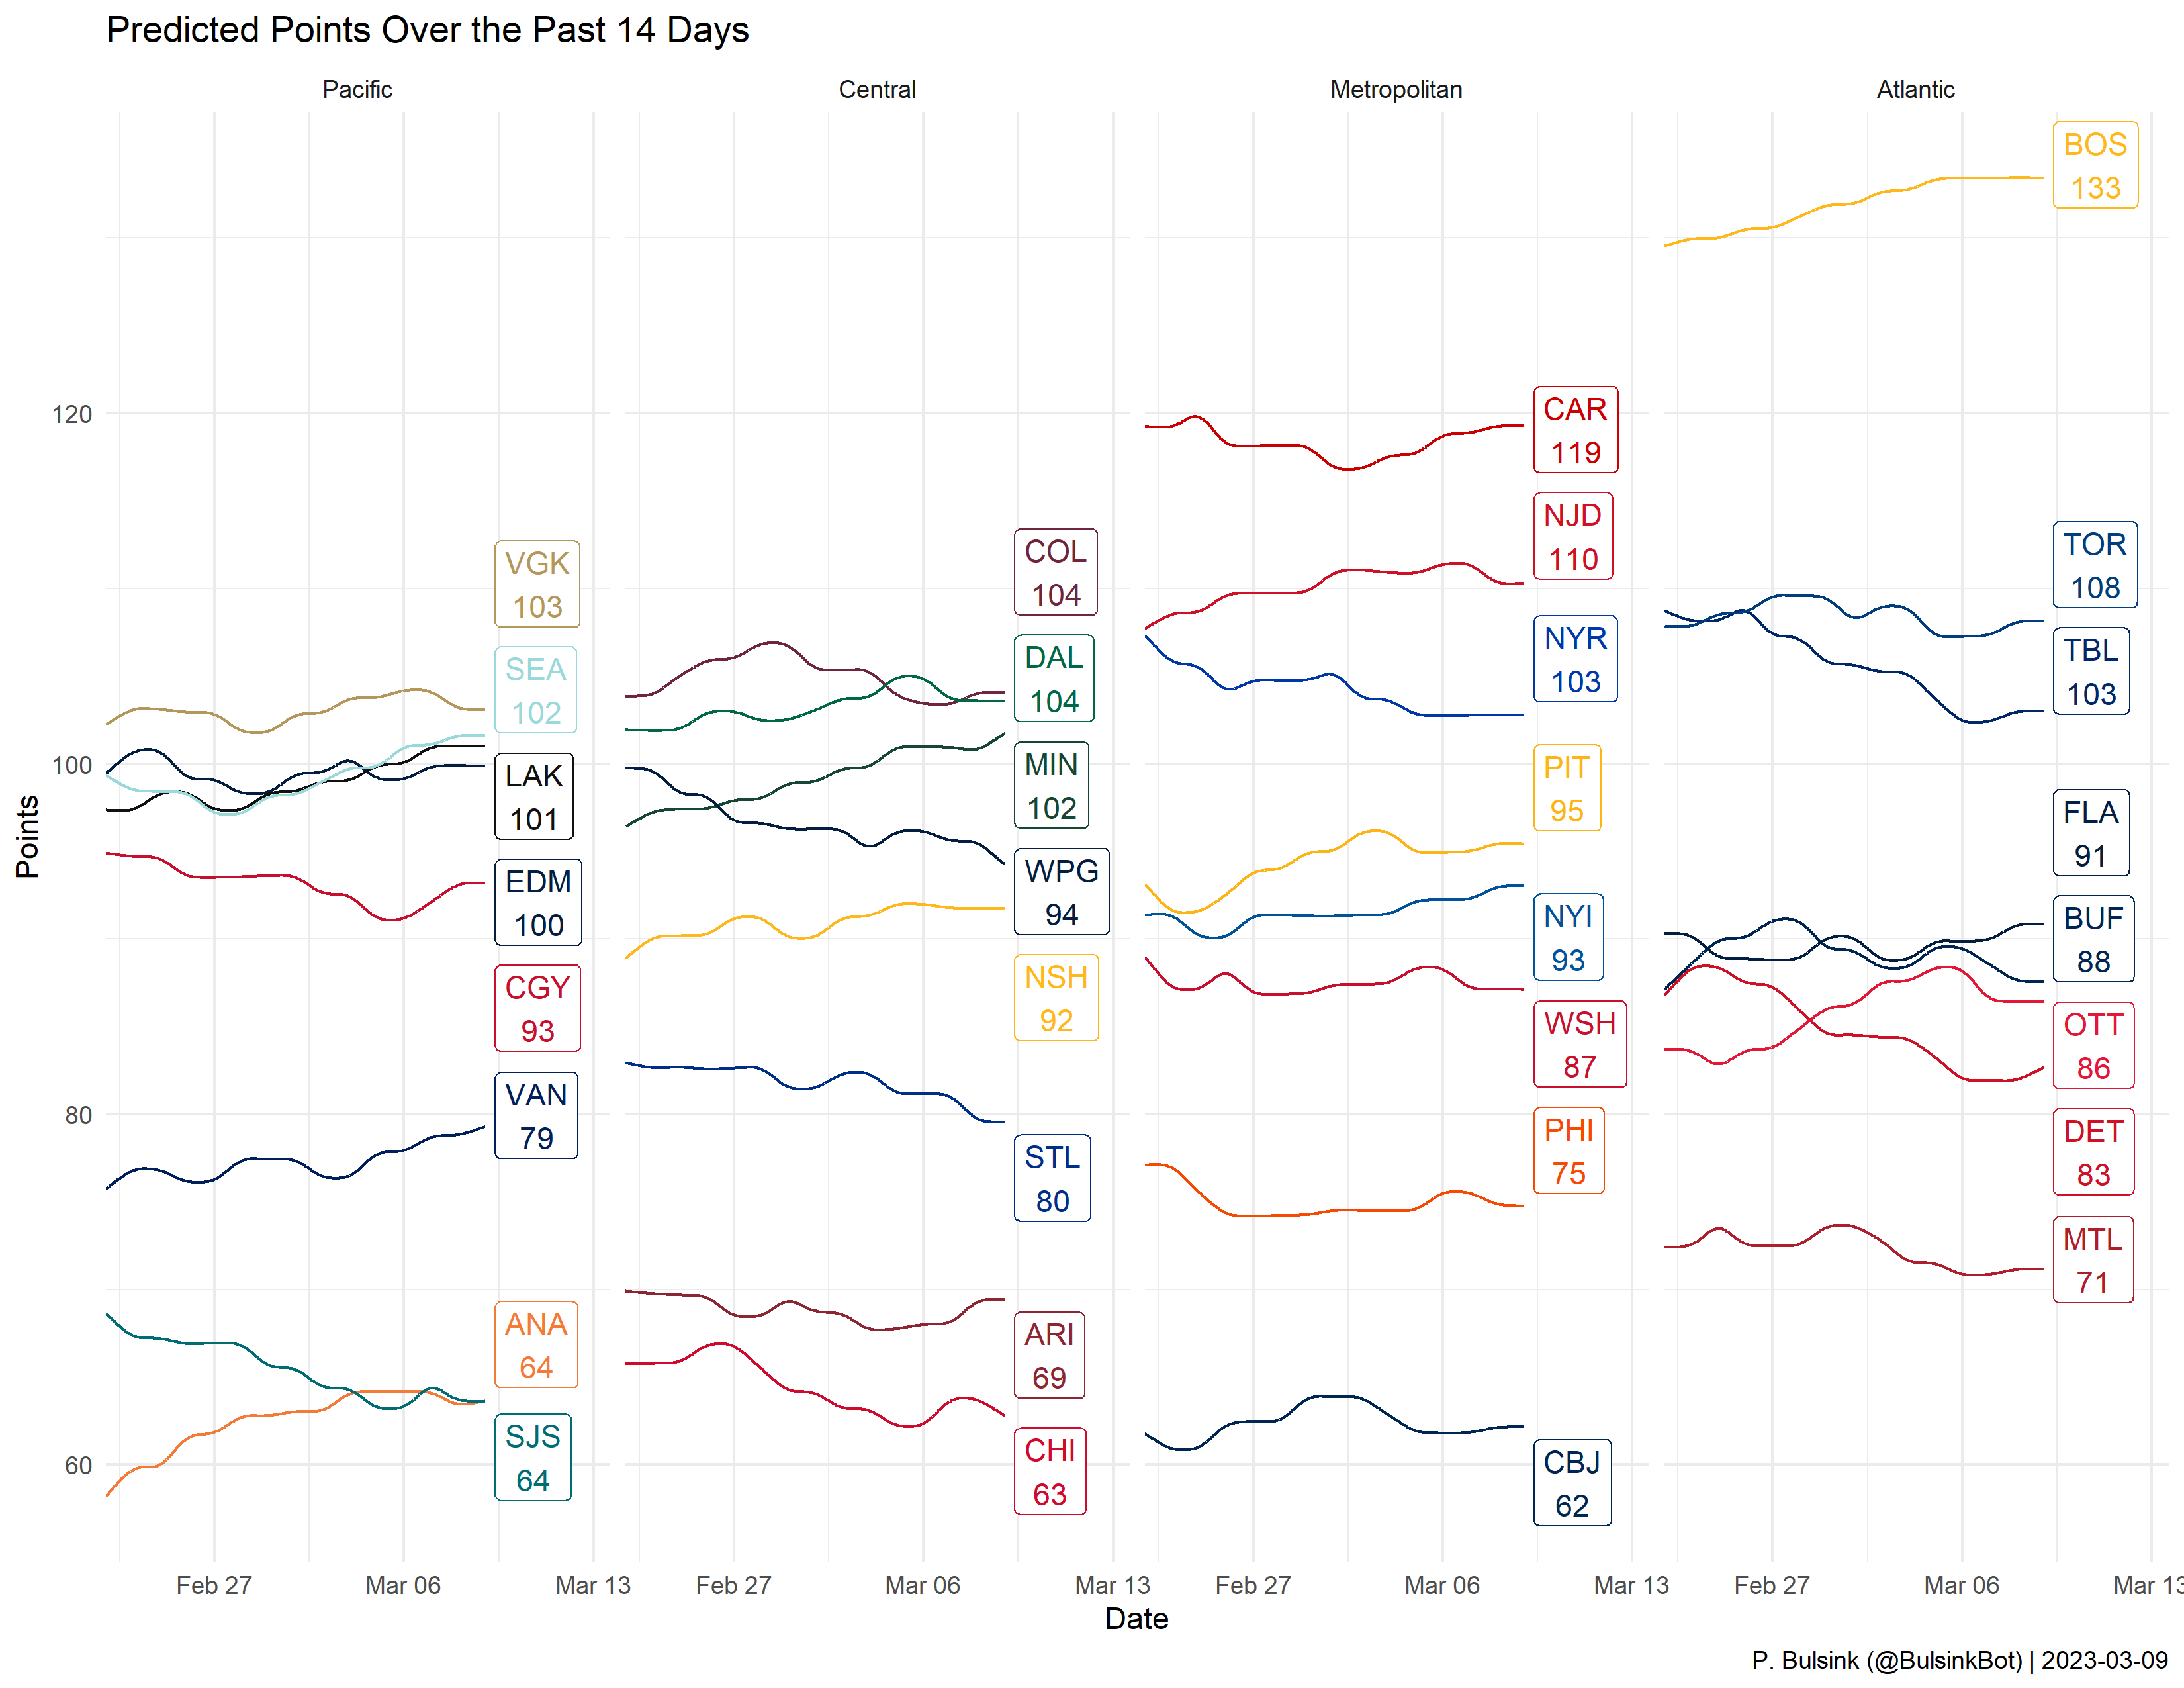 Predicted Points Over the Past 14 Days
Pacific
Central
Metropolitan
Atlantic
Points
120
100
80
60
VGK
103
SEA
102
LAK
101
EDM
100
CGY
93
VAN
79
ANA
64
SJS
64
COL
104
DAL
104
MIN
102
WPG
94
NSH
92
STL
80
ARI
69
CHI
63
CAR
119
NJD
110
NYR
103
PIT
95
NYI
93
WSH
87
PHI
75
CBJ
62
BOS
133
TOR
108
TBL
103
FLA
91
BUF
88
OTT
86
DET
83
MTL
71
Feb 27 Mar 06 Mar 13
Feb 27 Mar 06 Mar 13
Feb 27 Mar 06 Mar 13
Feb 27 Mar 06 Mar 13
Date
P. Bulsink (@BulsinkBot) | 2023-03-09